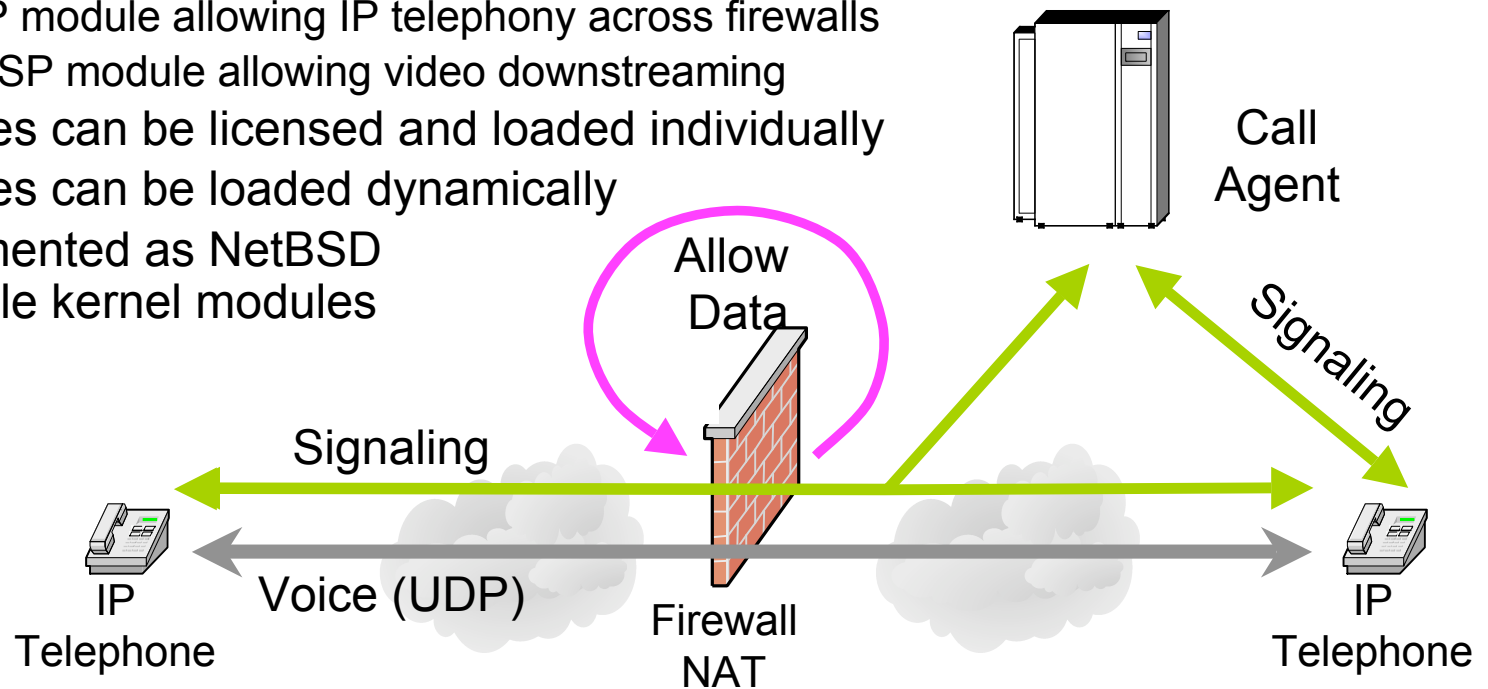 P module allowing IP telephony across firewalls
SP module allowing video downstreaming
es can be licensed and loaded individually
es can be loaded dynamically
mented as NetBSD
le kernel modules
Call
Agent
Allow
Data
Signaling
Signaling
Voice (UDP)
IP
Telephone
Firewall
NAT
IP
Telephone